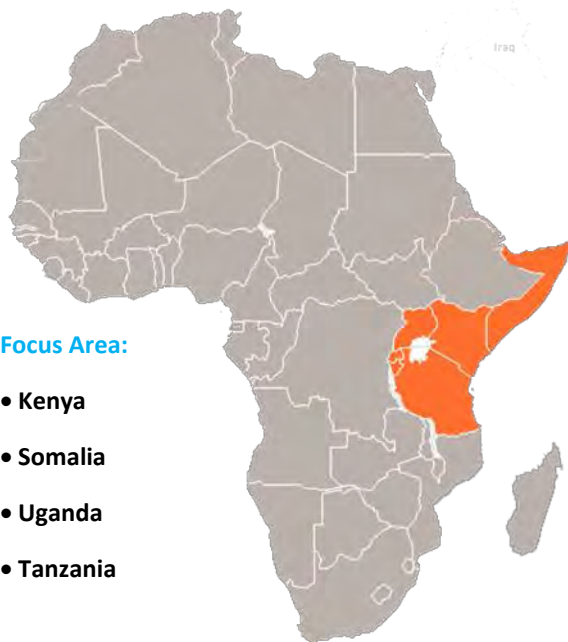 Iraq
Focus Area:
• Kenya
• Somalia
• Uganda
• Tanzania